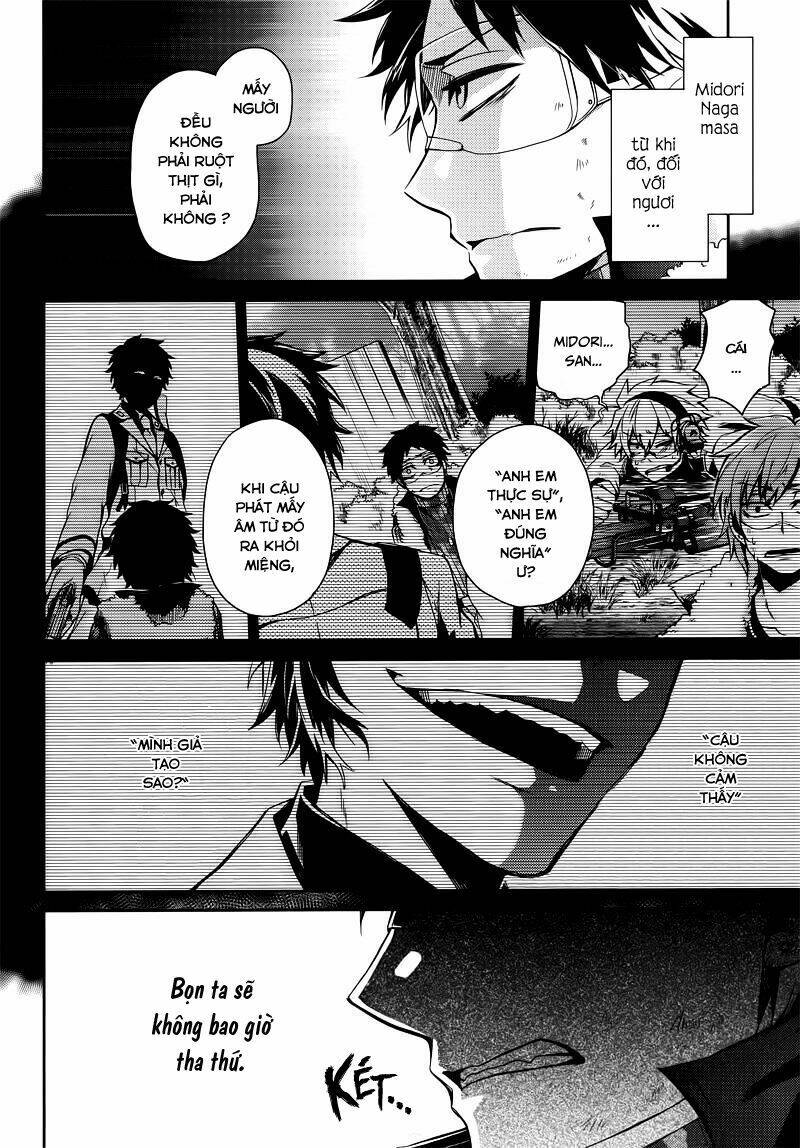 Midori
Naga
masa
từ khi
đó, đối
với
ngươi
...
MẤY
NGƯỜI
ĐỀU
KHÔNG
PHẢI RUỘT
THỊT GÌ,
PHẢI
KHÔNG ?
CÁI
...
MIDORI...
SAN...
"ANH EM
THỰC SỰ",
"ANH EM
ĐÚNG
NGHĨA"
Ư?
KHI CẬU
PHÁT MẤY
ÂM TỪ ĐÓ
RA KHỎI
MIỆNG,
"CẬU
KHÔNG
CẢM
THẤY"
"MÌNH GIẢ
TẠO
SAO?"
Bọn ta sẽ
không bao giờ
tha thứ.
KÉT...